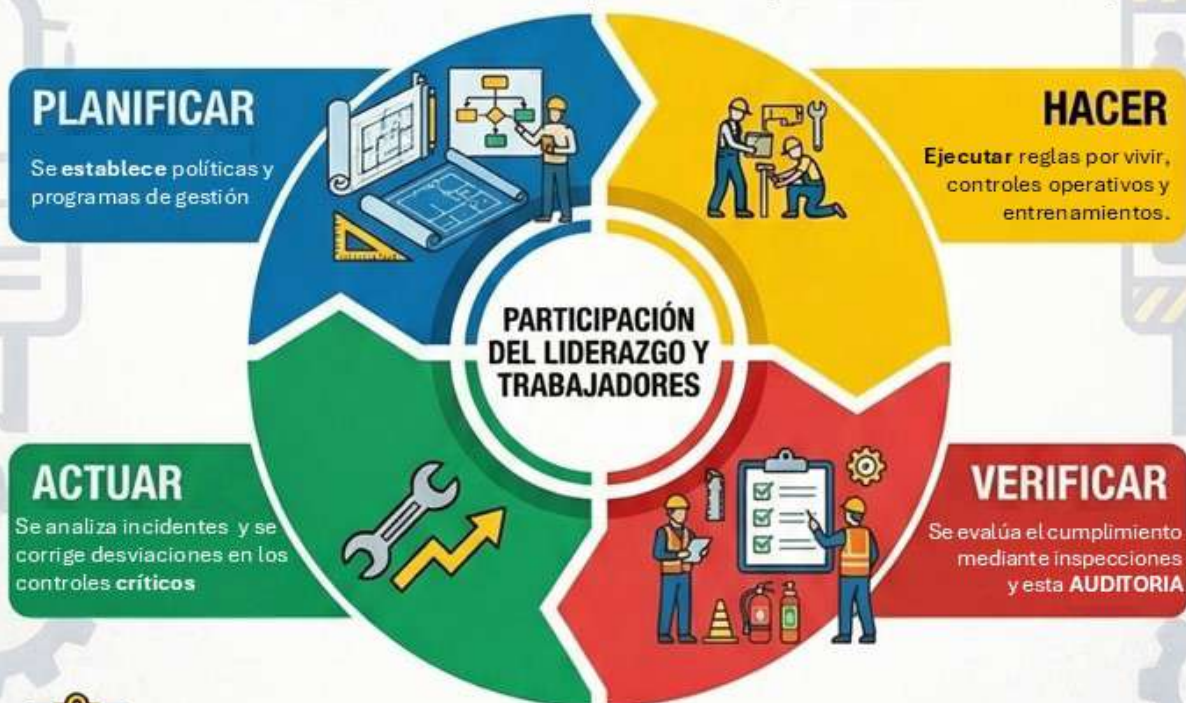 PLANIFICAR
Se establece políticas y
programas de gestión
HACER
Ejecutar reglas por vivir,
controles operativos y
entrenamientos.
PARTICIPACIÓN
DEL LIDERAZGO Y
TRABAJADORES
ACTUAR
Se analiza incidentes y se
corrige desviaciones en los
controles críticos
VERIFICAR
Se evalúa el cumplimiento
mediante inspecciones
y esta AUDITORIA